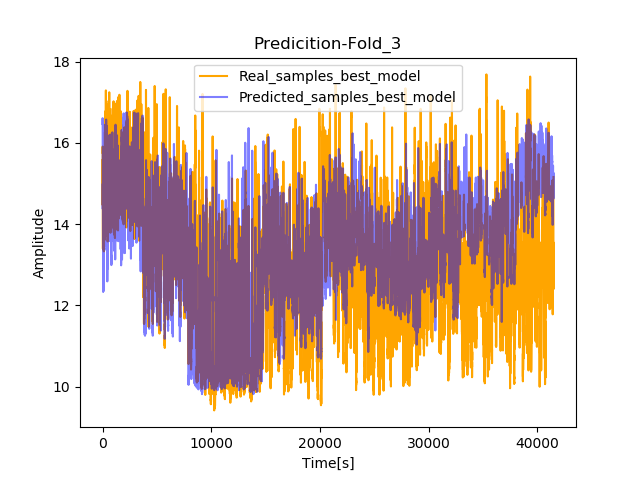 Predicition-Fold_3
Real_samples_best_model
Predicted_samples_best_model
18
16
14
12
10
Amplitude
0 10000 20000 30000 40000
Time[s]